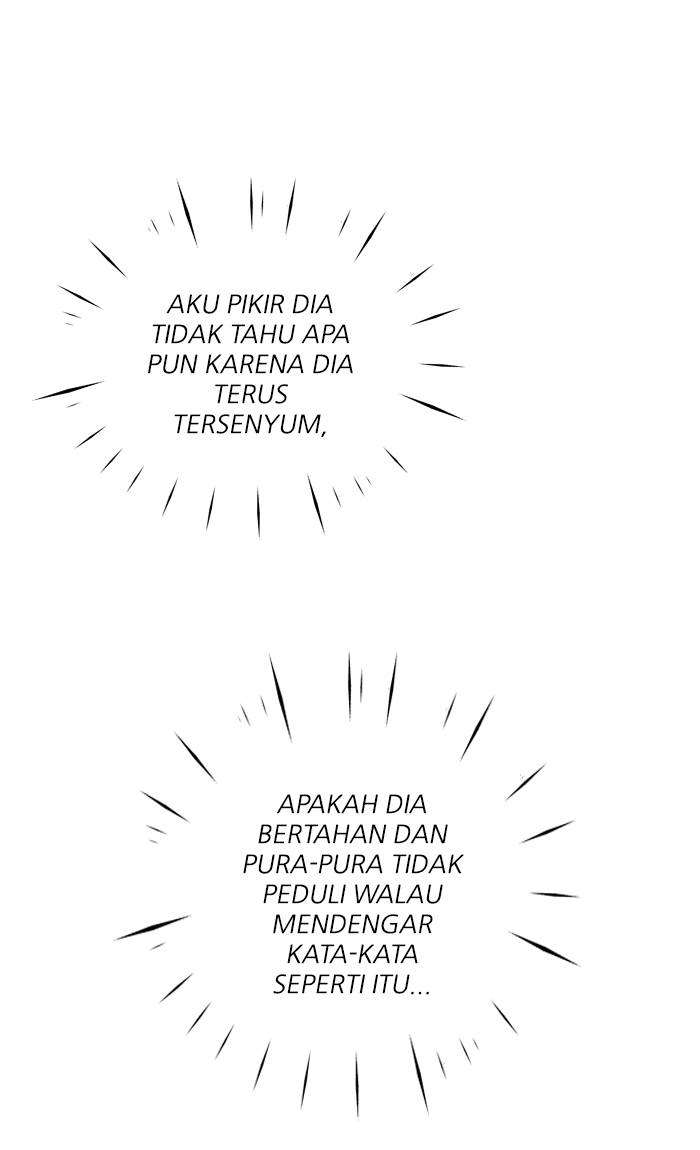 AKU PIKIR DIA
TIDAK TAHU APA
PUN KARENA DIA
TERUS
TERSENYUM,
APAKAH DIA
BERTAHAN DAN
PURA-PURA TIDAK
PEDULI WALAU
MENDENGAR
KATA-KATA
SEPERTI ITU...